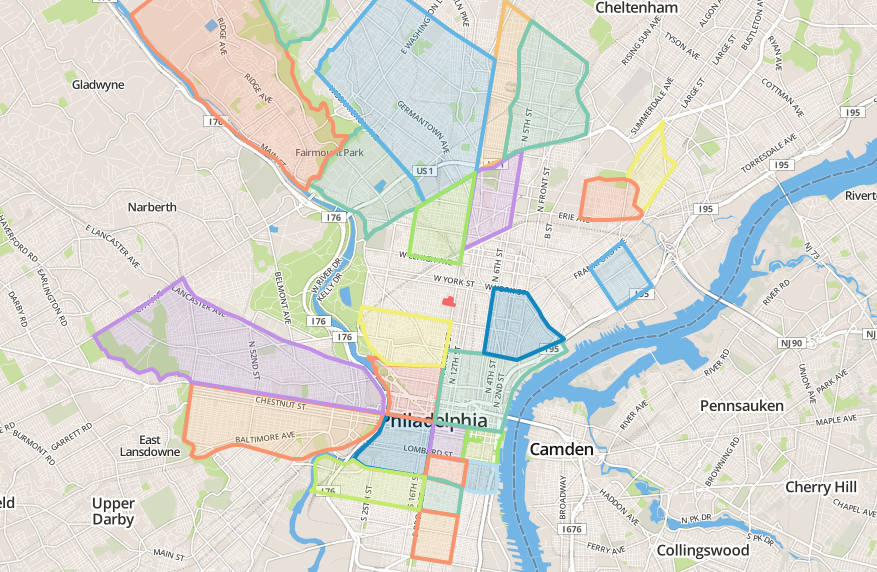 Cheltenham
E WASHINGTON L
LN PIKE
RIDGE AVE
RISING SUN AVE
TYSON AVE
ALGON AV
LARGE ST
BUSTLETON AVE
RYAN AVE
Gladwyne
RIDGE AVE
GERMANTOWN AVE
N 5TH ST
SUMMERDALE AVE
LARGE ST
COTTMAN AVE
I 95
I 76
MAIN ST
Fairmount Park
US 1
TORRESDALE AVE
I 95
Narberth
I 76
N FRONT ST
ERIE AVE
B ST
I 95
Riverto
HAVERFORD RD
E LANCASTER AVE
W YORK ST
N 6TH ST
FRANKFORD AVE
NJ 73
EARLINGTON RD
DARBY RD
BELMONT AVE
W RIVER DR
KELLY DR
RIVER RD
LANCASTER AVE
I 76
I 76
I 95
NJ 90
NJ
N 52ND ST
N 12TH ST
N 4TH ST
N 2ND ST
RIVER RD
UNION AVE
PARK AVE
CHESTNUT ST
Philadelphia
RIVER AVE
Pennsauken
MAPLE AVE
GARRETT RD
BURMONT RD
East
Lansdowne
BALTIMORE AVE
LOMBARD ST
Camden
BROWNING RD
I 76
S 25TH ST
S 16TH ST
BROADWAY
HADDON AVE
Cherry Hill
eld
Upper
Darby
N PK DR
CHAPEL AVE
S PK DR
I 676
MAIN ST
FERRY AVE
Collingswood